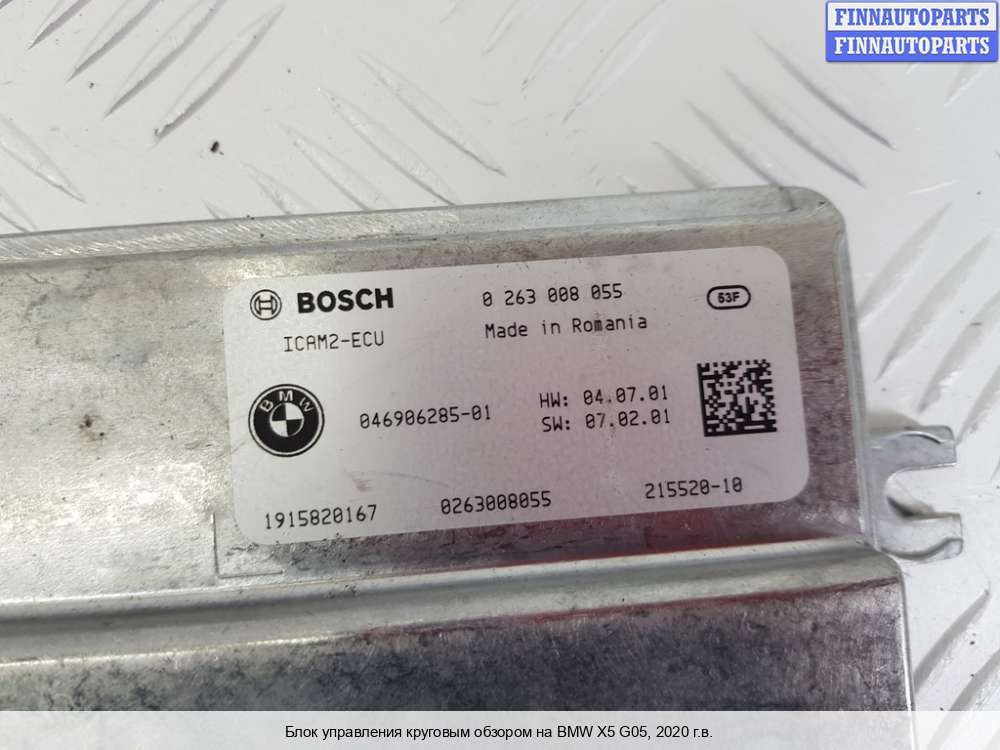 FINNAUTOPARTS
FINNAUTOPARTS
BOSCH 0 263 008 055 53F
ICAM2-ECU Made in Romania
BMW 046906285-01 HW: 04.07.01
SW: 07.02.01
1915820167 0263008055 215520-10
Блок управления круговым обзором на BMW X5 G05, 2020 г.в.